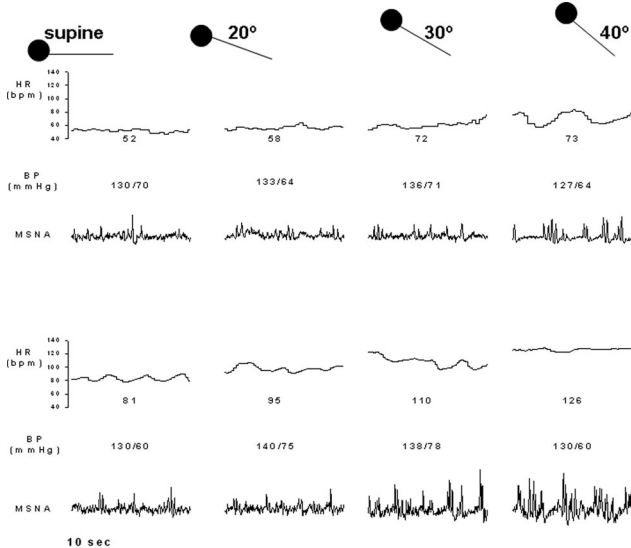 supine 20º 30º 40º
HR
(bpm)
140
120
100
80
60
40
52 58 72 73
BP
(mmHg)
130/70 133/64 136/71 127/64
MSNA
HR
(bpm)
140
120
100
80
60
40
81 95 110 126
BP
(mmHg)
130/60 140/75 138/78 130/60
MSNA
10 sec